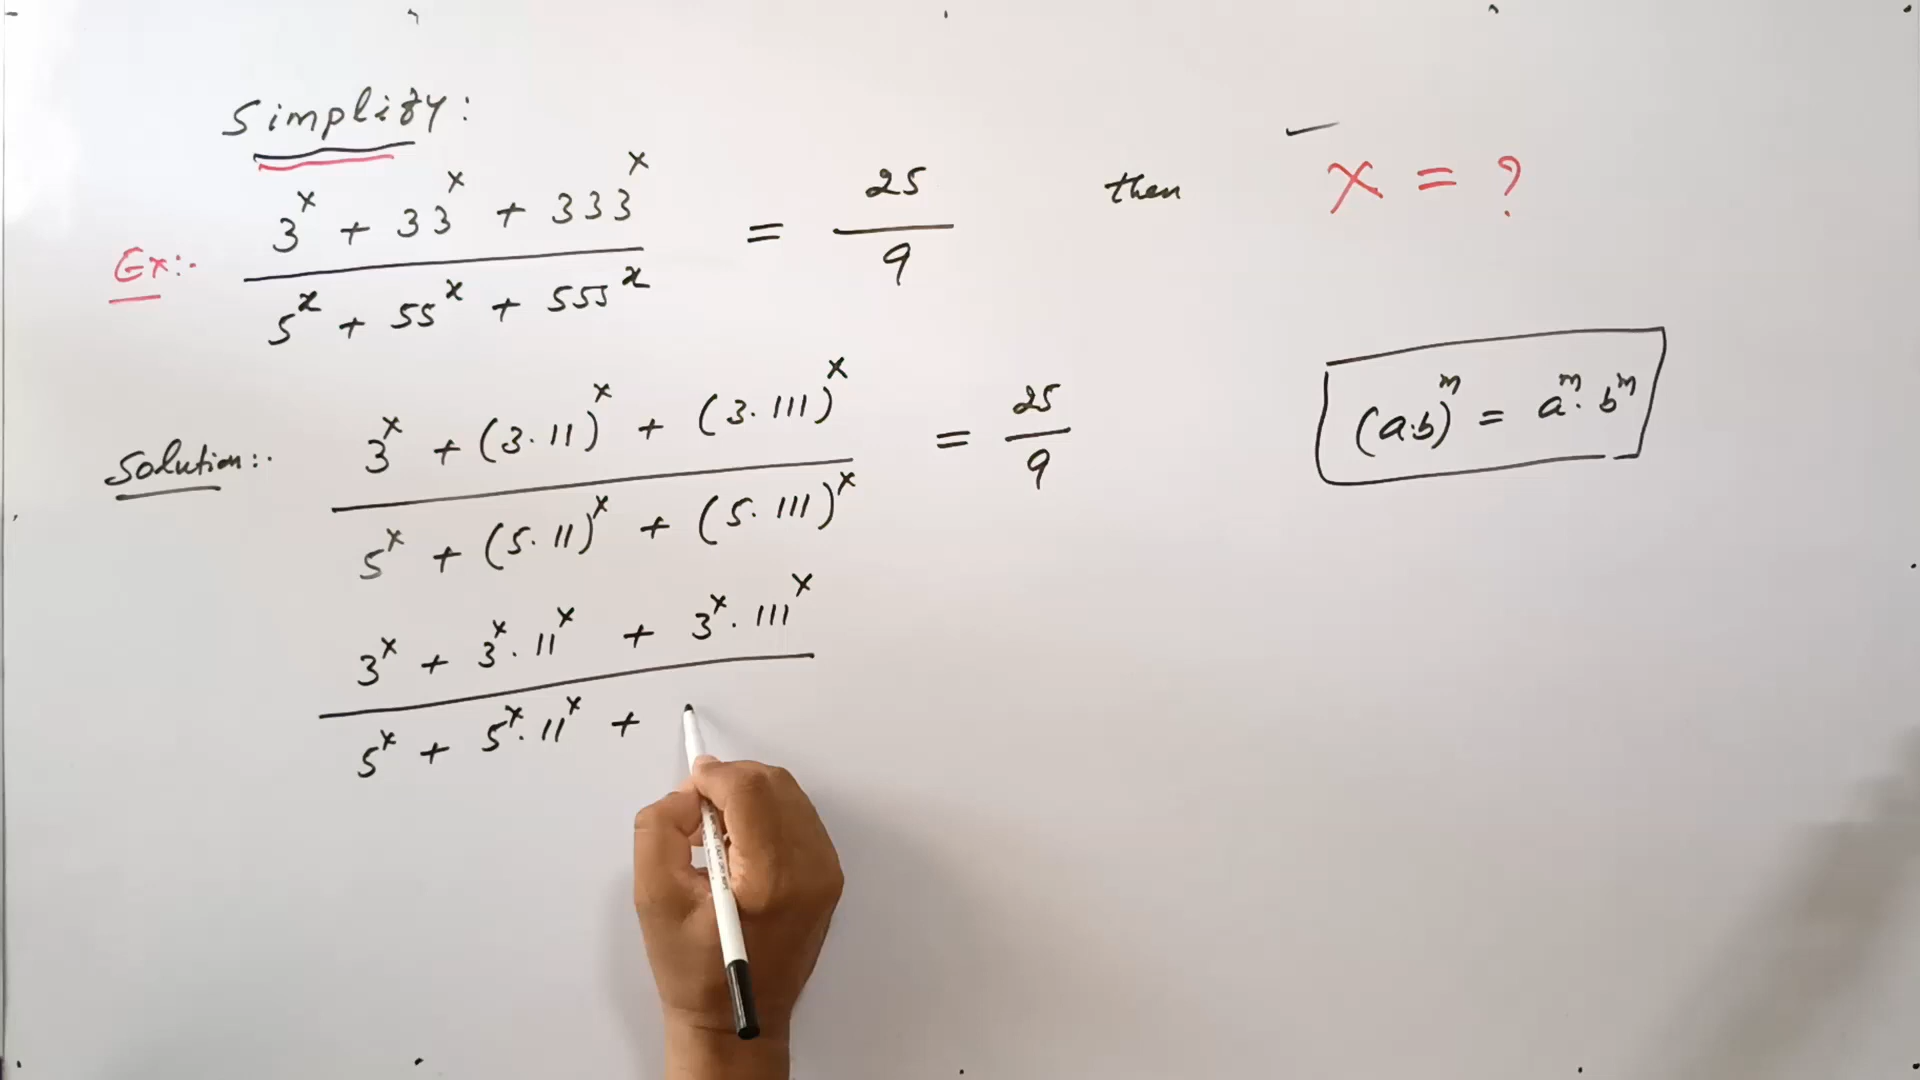 Simplify:
Ex:- (3^x + 33^x + 333^x) / (5^x + 55^x + 555^x) = 25/9 then x = ?
Solution:- (3^x + (3·11)^x + (3·111)^x) / (5^x + (5·11)^x + (5·111)^x) = 25/9
(a·b)^m = a^m · b^m
(3^x + 3^x·11^x + 3^x·111^x) / (5^x + 5^x·11^x +